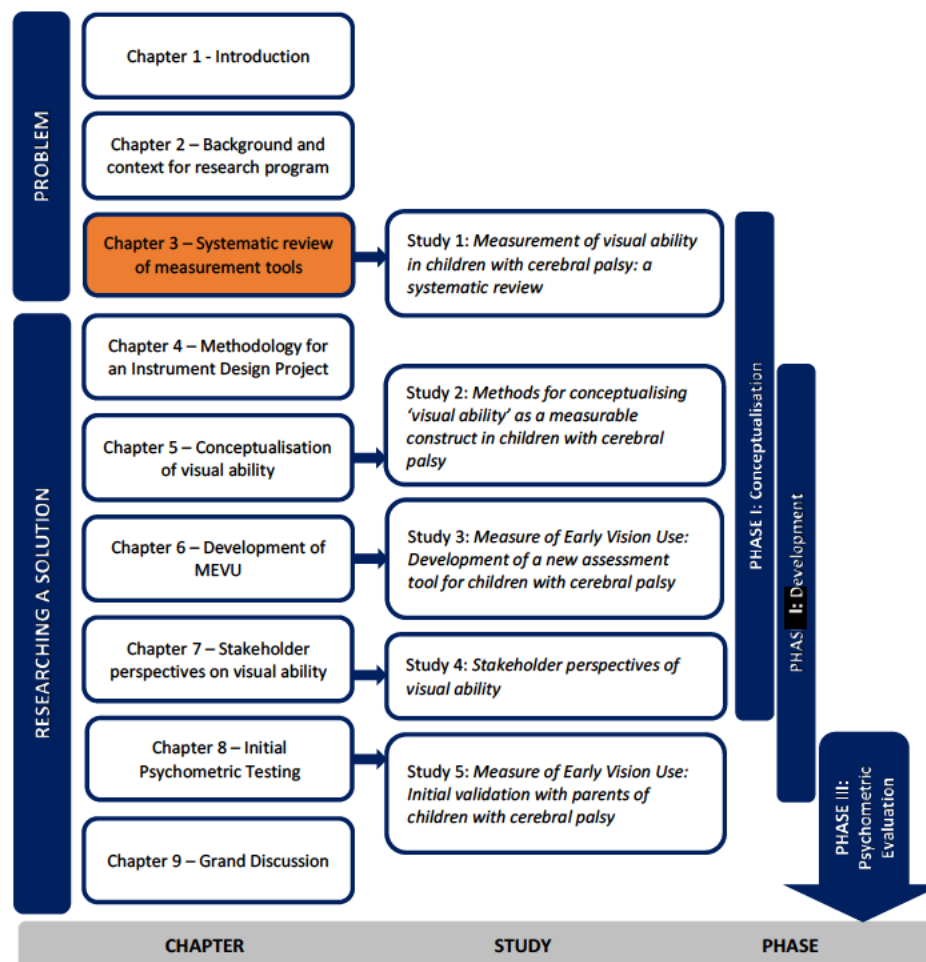 PROBLEM
Chapter 1 - Introduction
Chapter 2 – Background and
context for research program
Chapter 3 – Systematic review
of measurement tools
Study 1: Measurement of visual ability
in children with cerebral palsy: a
systematic review
RESEARCHING A SOLUTION
Chapter 4 – Methodology for
an Instrument Design Project
Chapter 5 – Conceptualisation
of visual ability
Study 2: Methods for conceptualising
‘visual ability’ as a measurable
construct in children with cerebral
palsy
Chapter 6 – Development of
MEVU
Study 3: Measure of Early Vision Use:
Development of a new assessment
tool for children with cerebral palsy
Chapter 7 – Stakeholder
perspectives on visual ability
Study 4: Stakeholder perspectives of
visual ability
Chapter 8 – Initial
Psychometric Testing
Study 5: Measure of Early Vision Use:
Initial validation with parents of
children with cerebral palsy
Chapter 9 – Grand Discussion
PHASE I: Conceptualisation
PHAS I: Development
PHASE III:
Psychometric
Evaluation
CHAPTER STUDY PHASE